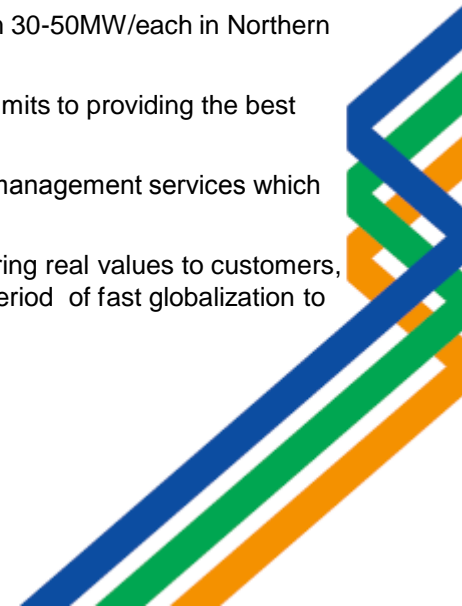 30-50MW/each in Northern
mits to providing the best
management services which
ring real values to customers,
eriod of fast globalization to